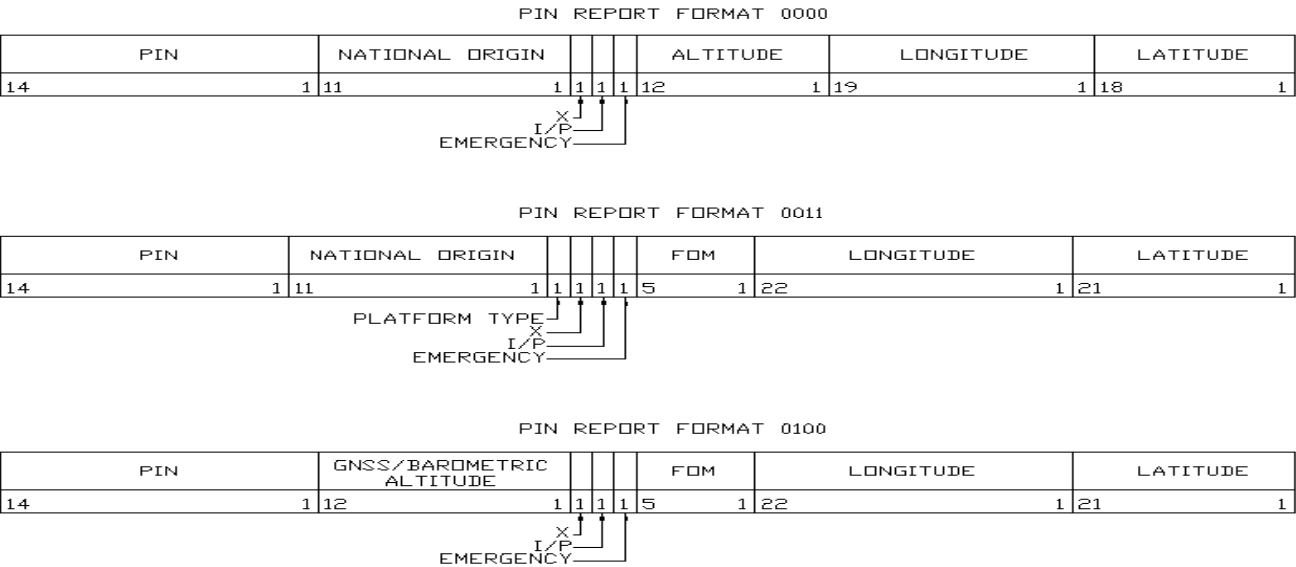 PIN REPORT FORMAT 0000
PIN NATIONAL ORIGIN ALTITUDE LONGITUDE LATITUDE
14 1 11 1 1 1 1 12 1 19 1 18 1
X
I/P
EMERGENCY
PIN REPORT FORMAT 0011
PIN NATIONAL ORIGIN FOM LONGITUDE LATITUDE
14 1 11 1 1 1 1 1 5 1 22 1 21 1
PLATFORM TYPE
X
I/P
EMERGENCY
PIN REPORT FORMAT 0100
PIN GNSS/BAROMETRIC ALTITUDE FOM LONGITUDE LATITUDE
14 1 12 1 1 1 1 5 1 22 1 21 1
X
I/P
EMERGENCY